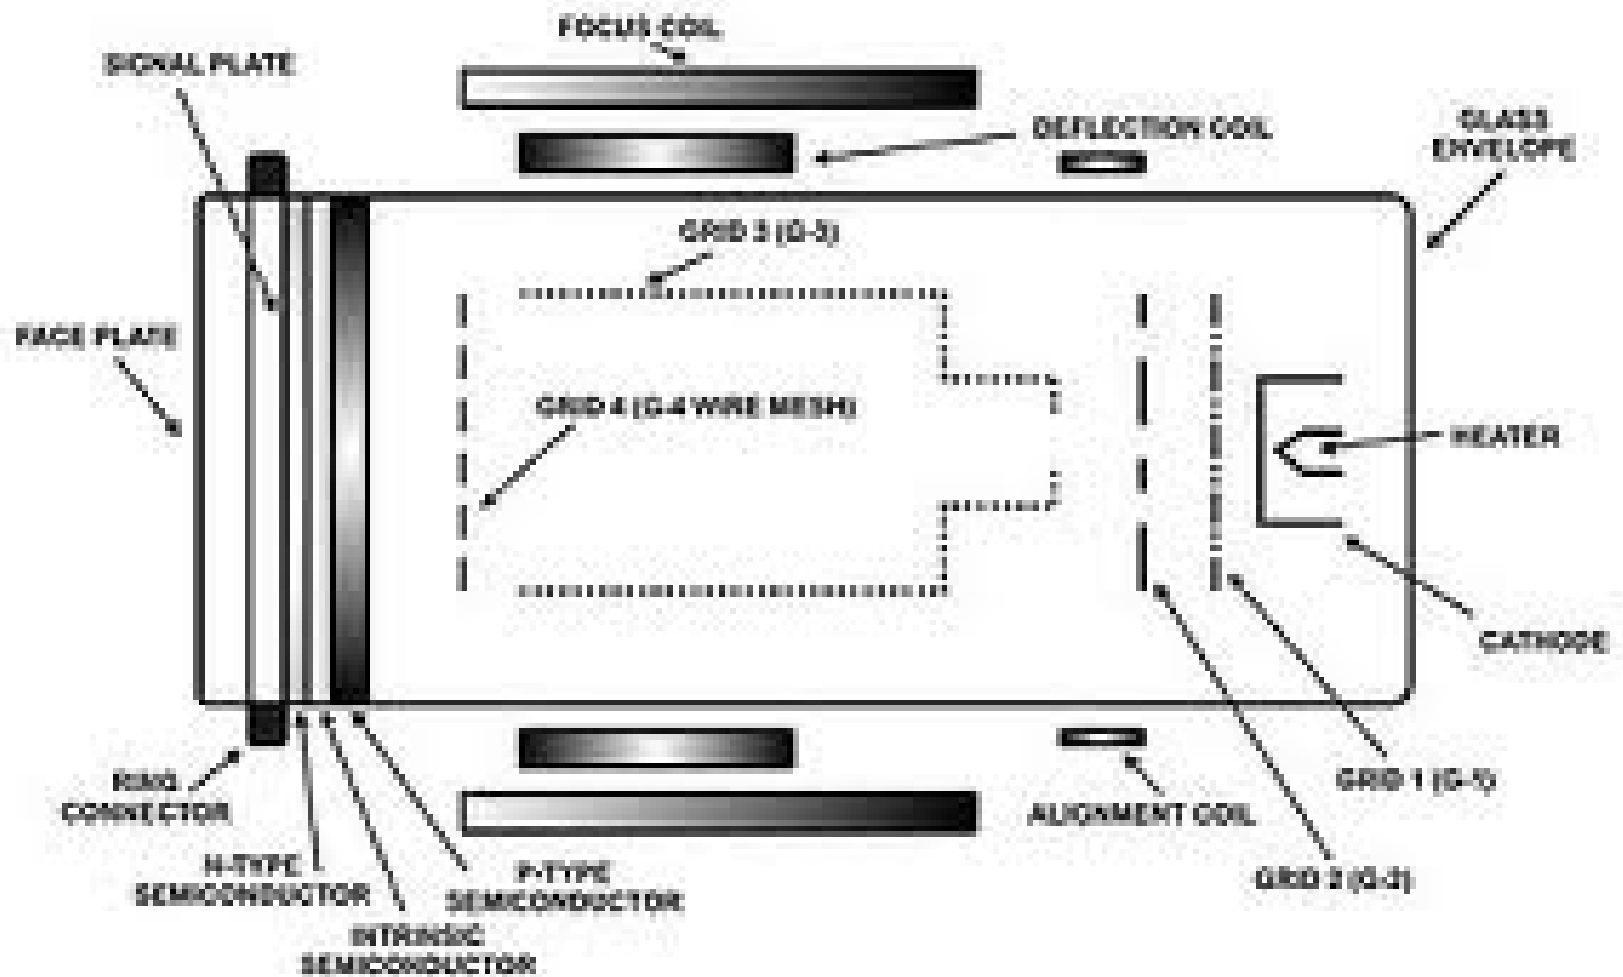 FOCUS COIL
SIGNAL PLATE
DEFLECTION COIL
GLASS
ENVELOPE
GRID 3 (G-3)
FACE PLATE
GRID 4 (G-4 WIRE MESH)
HEATER
CATHODE
RING
CONNECTOR
GRID 1 (G-1)
ALIGNMENT COIL
N-TYPE
SEMICONDUCTOR
P-TYPE
SEMICONDUCTOR
GRID 2 (G-2)
INTRINSIC
SEMICONDUCTOR